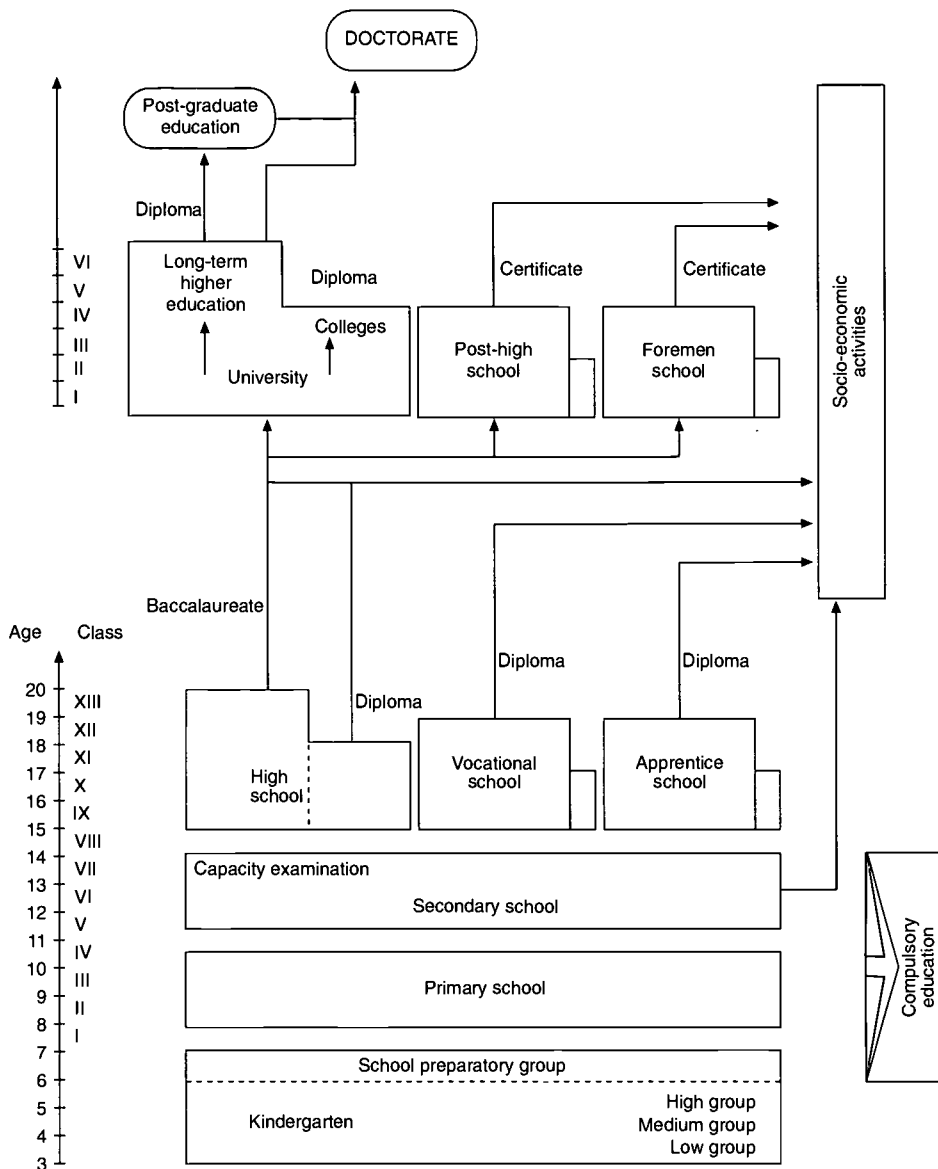 DOCTORATE
Post-graduate
education
Diploma
VI
V
IV
III
II
I
Long-term
higher
education
Diploma
Colleges
University
Certificate
Post-high
school
Certificate
Foremen
school
Socio-economic
activities
Baccalaureate
Age
Class
Diploma
Diploma
Diploma
20
19
18
17
16
15
14
13
12
11
10
9
8
7
6
5
4
3
XIII
XII
XI
X
IX
VIII
VII
VI
V
IV
III
II
I
High
school
Vocational
school
Apprentice
school
Capacity examination
Secondary school
Primary school
School preparatory group
Kindergarten
High group
Medium group
Low group
Compulsory
education